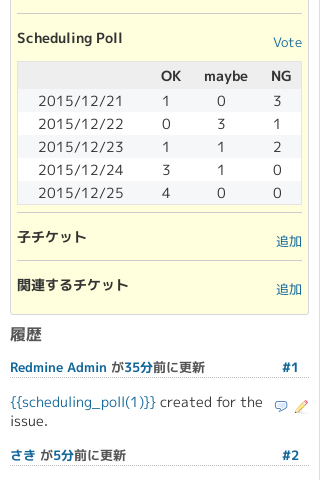 Scheduling Poll
Vote
OK maybe NG
2015/12/21 1 0 3
2015/12/22 0 3 1
2015/12/23 1 1 2
2015/12/24 3 1 0
2015/12/25 4 0 0
子チケット
追加
関連するチケット
追加
履歴
Redmine Admin が35分前に更新 #1
{{scheduling_poll(1)}} created for the
issue.
さき が5分前に更新 #2